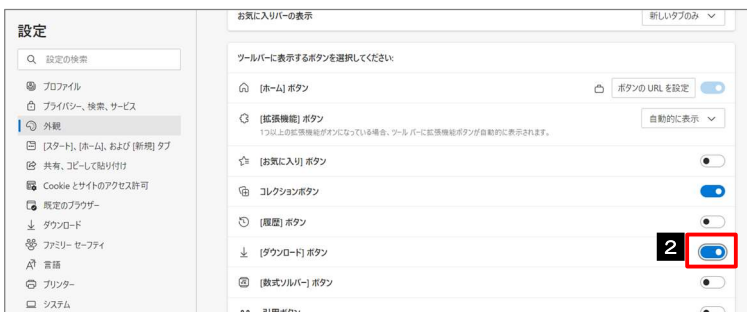 設定
設定の検索
プロファイル
プライバシー、検索、サービス
外観
[スタート]、[ホーム]、および [新規] タブ
共有、コピーして貼り付け
Cookie とサイトのアクセス許可
既定のブラウザー
ダウンロード
ファミリー セーフティ
言語
プリンター
システム
お気に入りバーの表示
新しいタブのみ
ツールバーに表示するボタンを選択してください:
[ホーム] ボタン
ボタンの URL を設定
[拡張機能] ボタン
自動的に表示
1つ以上の拡張機能がオンになっている場合、ツール バーに拡張機能ボタンが自動的に表示されます。
[お気に入り] ボタン
コレクションボタン
[履歴] ボタン
[ダウンロード] ボタン
2
[数式ソルバー] ボタン
引用ボタン